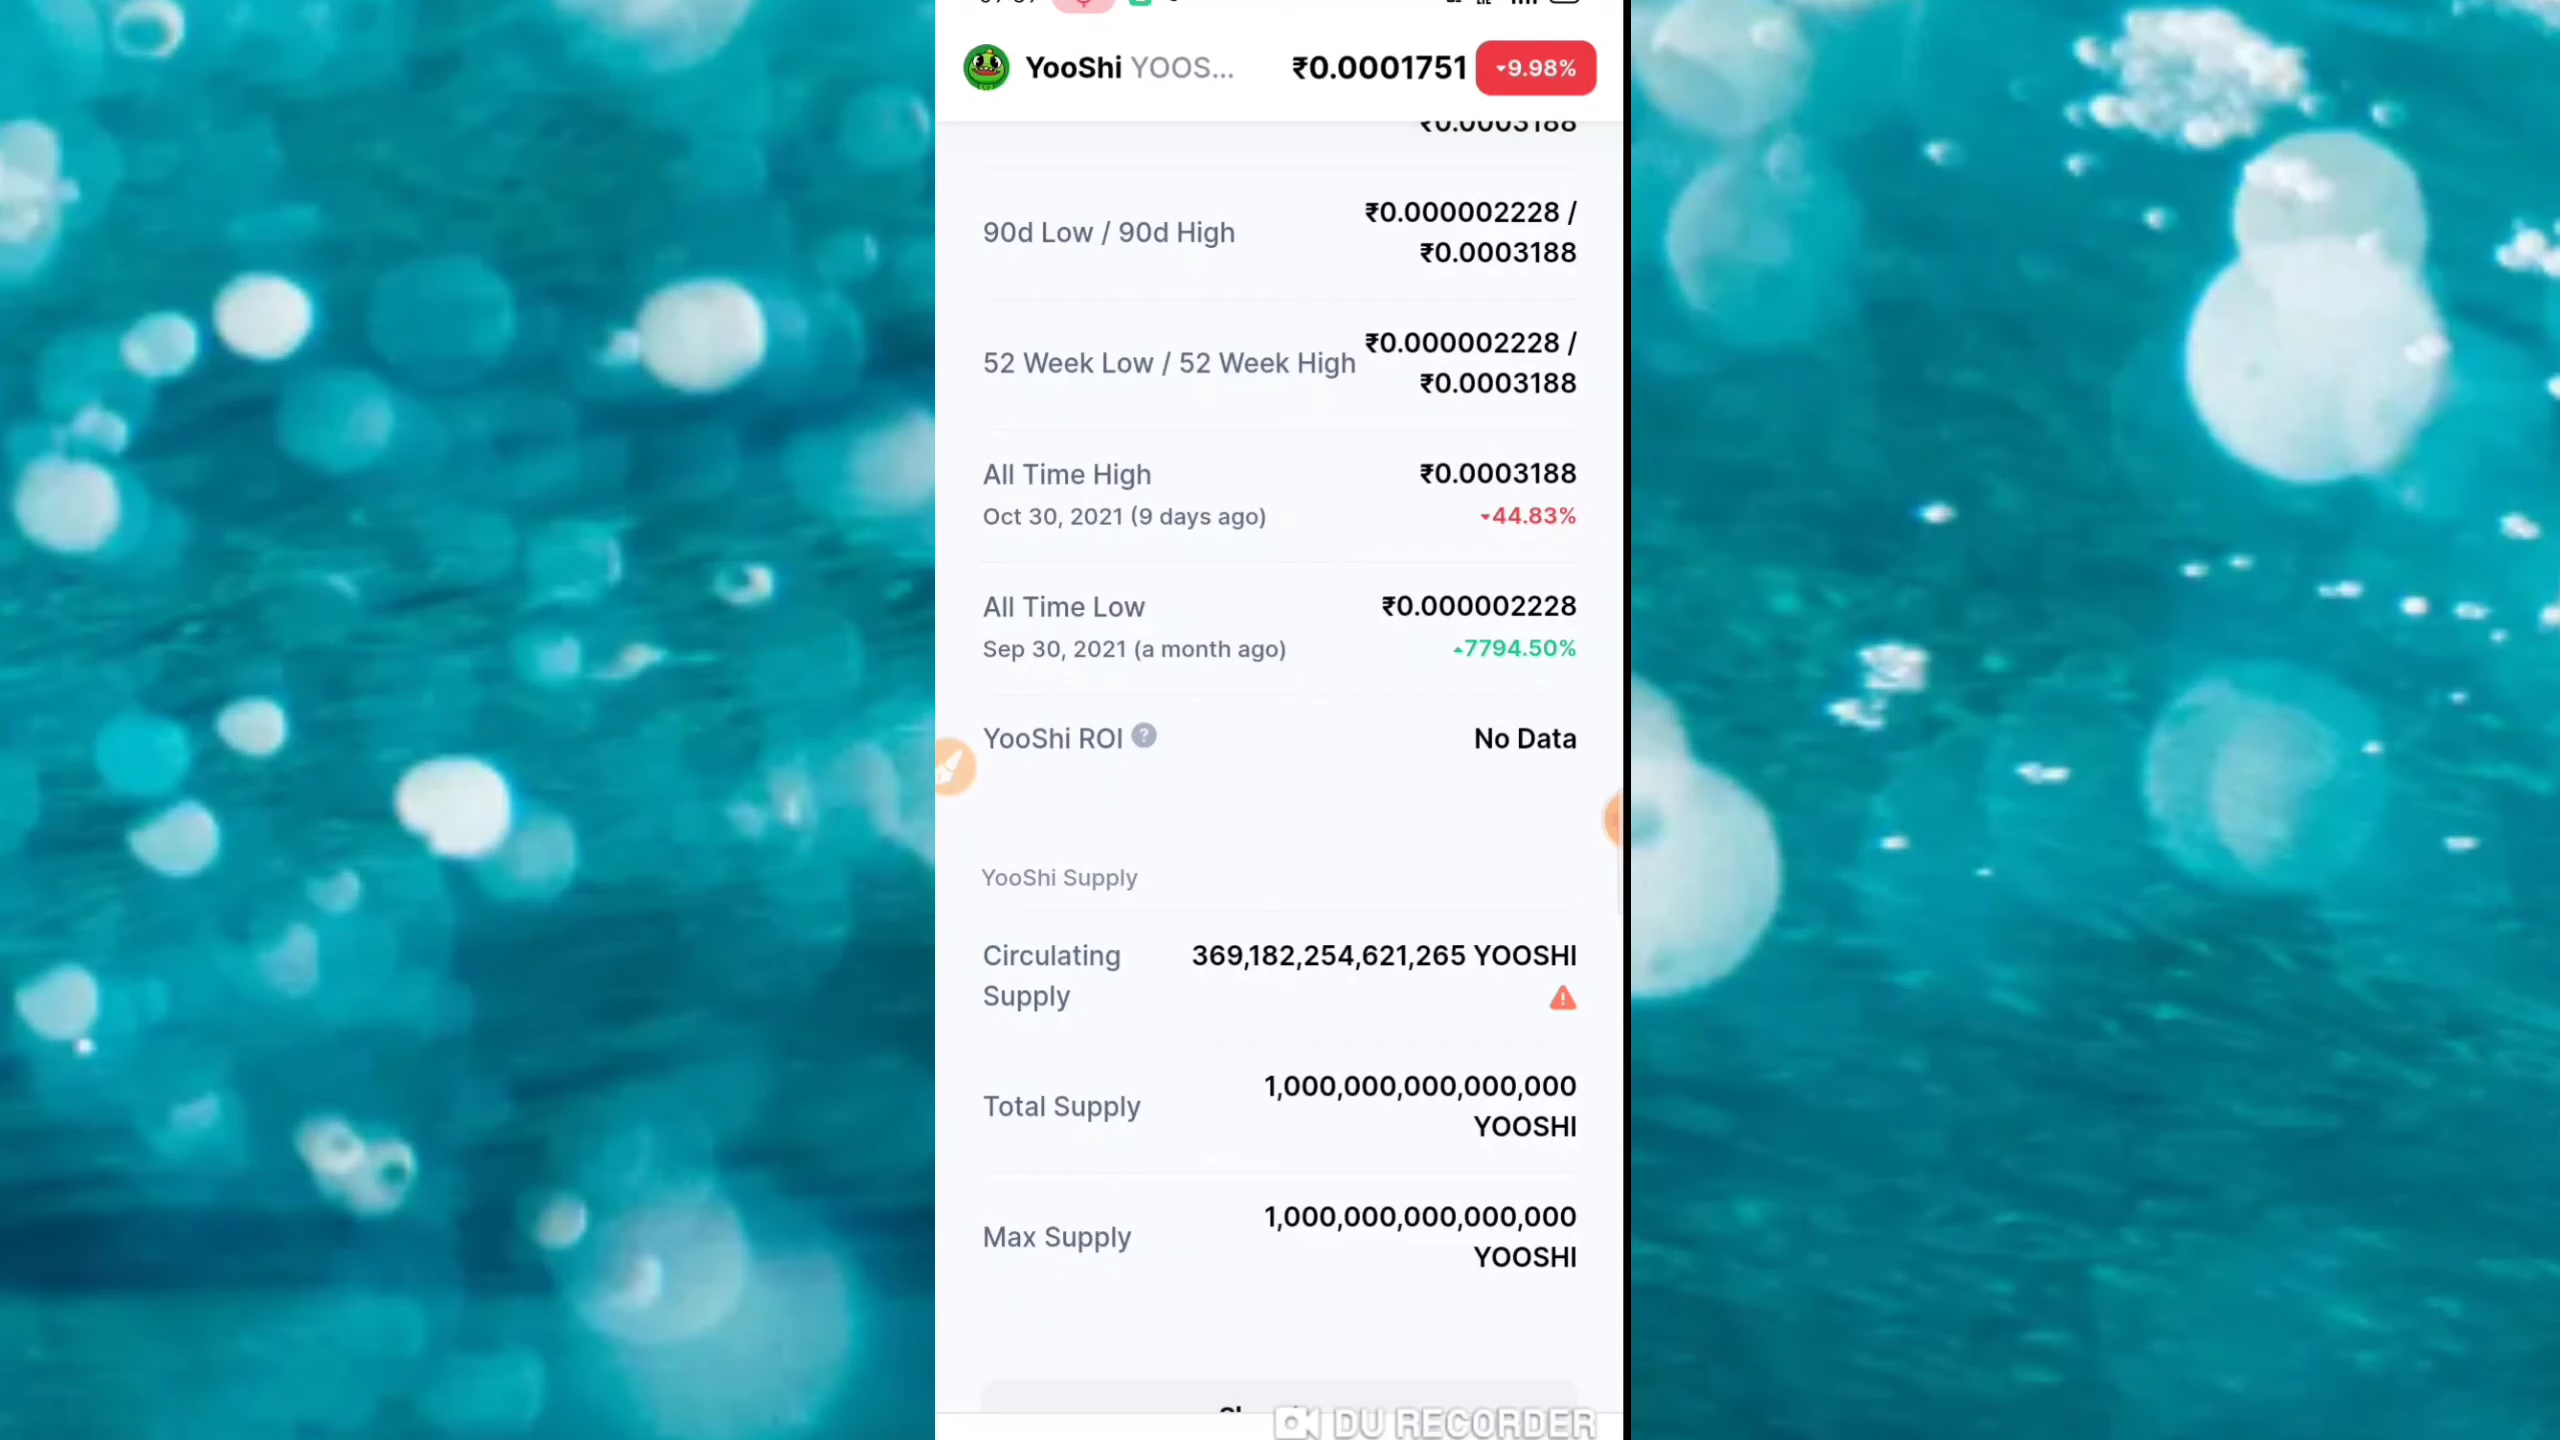 YooShi YOOS... ₹0.0001751 9.98%
₹0.0003188
90d Low / 90d High ₹0.000002228 /
₹0.0003188
52 Week Low / 52 Week High ₹0.000002228 /
₹0.0003188
All Time High ₹0.0003188
Oct 30, 2021 (9 days ago) 44.83%
All Time Low ₹0.000002228
Sep 30, 2021 (a month ago) 7794.50%
YooShi ROI ? No Data
YooShi Supply
Circulating Supply 369,182,254,621,265 YOOSHI
Total Supply 1,000,000,000,000,000
YOOSHI
Max Supply 1,000,000,000,000,000
YOOSHI
DU RECORDER